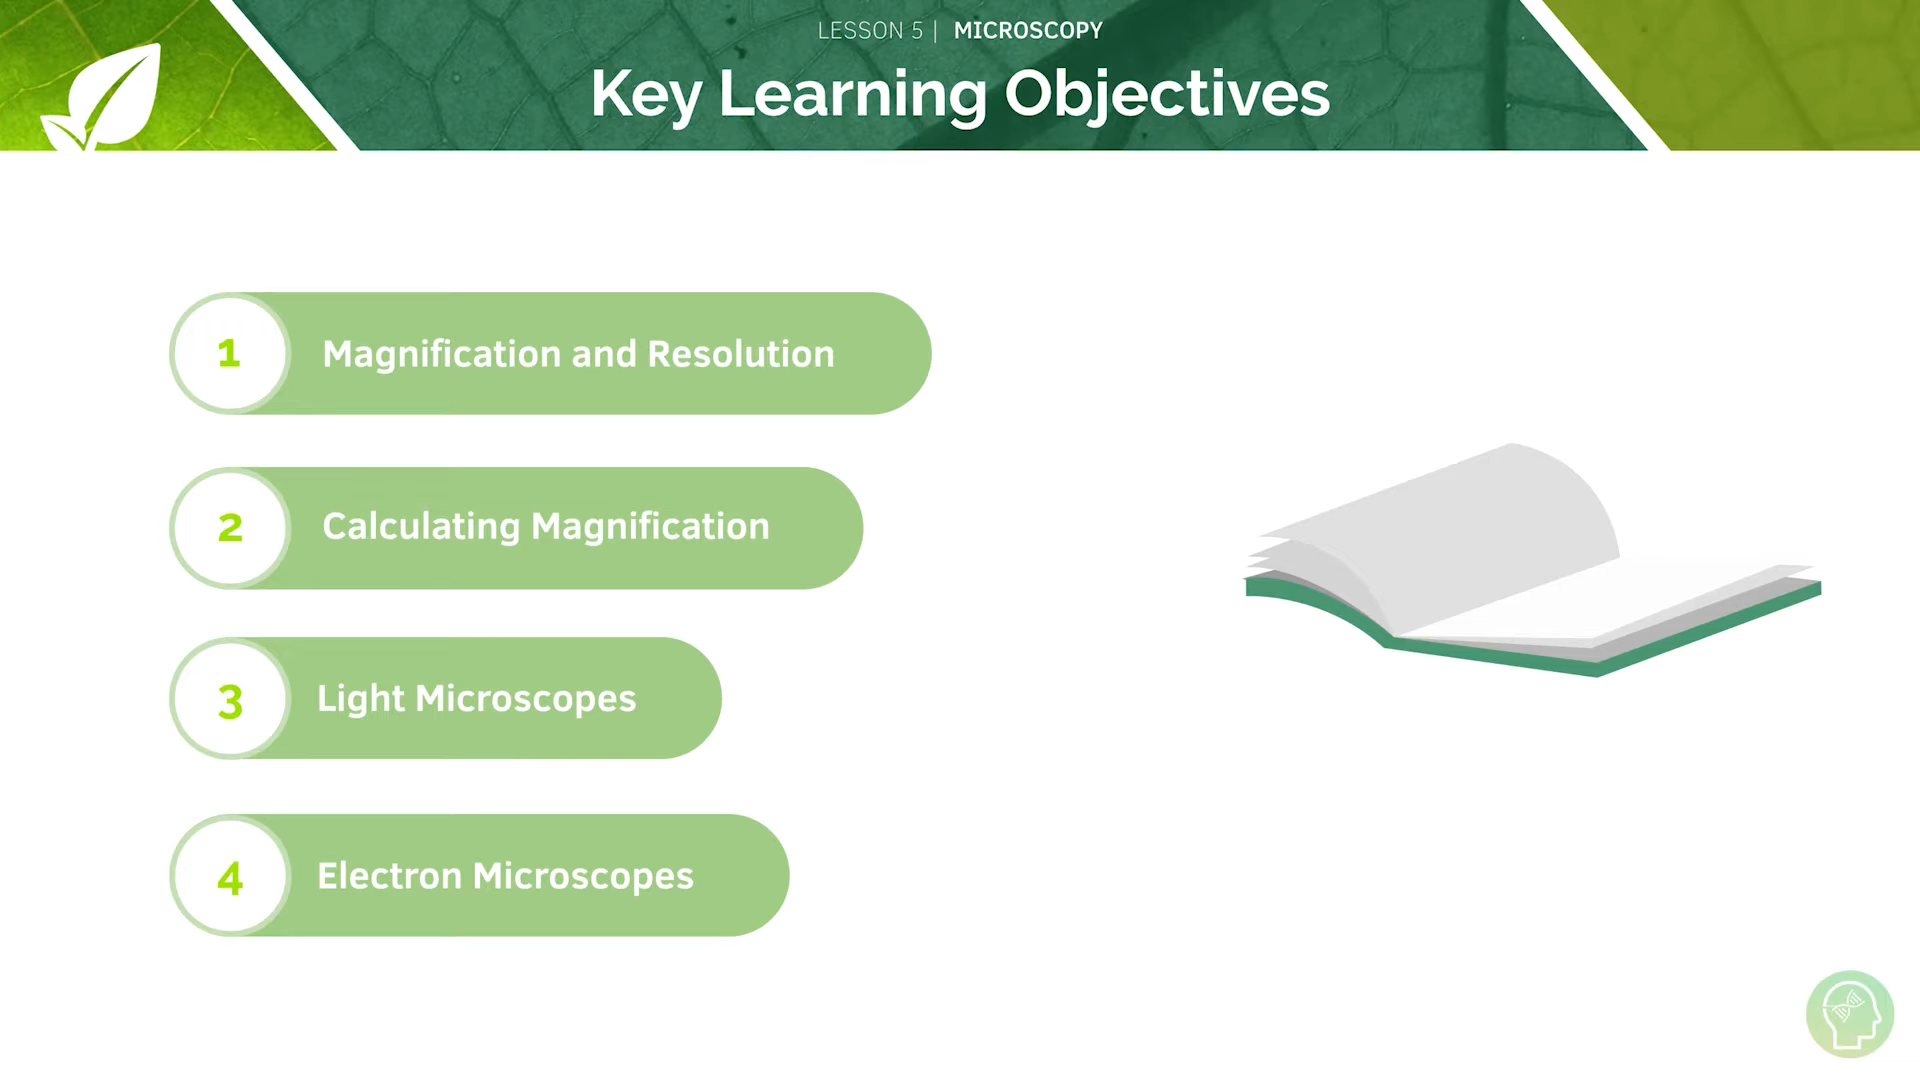 LESSON 5 | MICROSCOPY
Key Learning Objectives
1 Magnification and Resolution
2 Calculating Magnification
3 Light Microscopes
4 Electron Microscopes